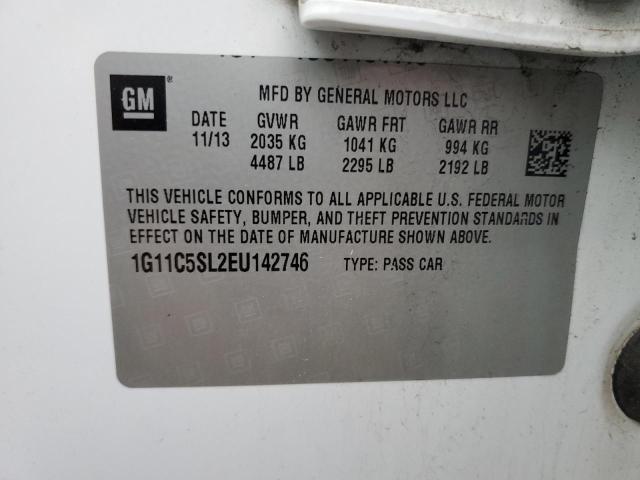 GM ®
MFD BY GENERAL MOTORS LLC
DATE GVWR GAWR FRT GAWR RR
11/13 2035 KG 1041 KG 994 KG
4487 LB 2295 LB 2192 LB
THIS VEHICLE CONFORMS TO ALL APPLICABLE U.S. FEDERAL MOTOR
VEHICLE SAFETY, BUMPER, AND THEFT PREVENTION STANDARDS IN
EFFECT ON THE DATE OF MANUFACTURE SHOWN ABOVE.
1G11C5SL2EU142746 TYPE: PASS CAR